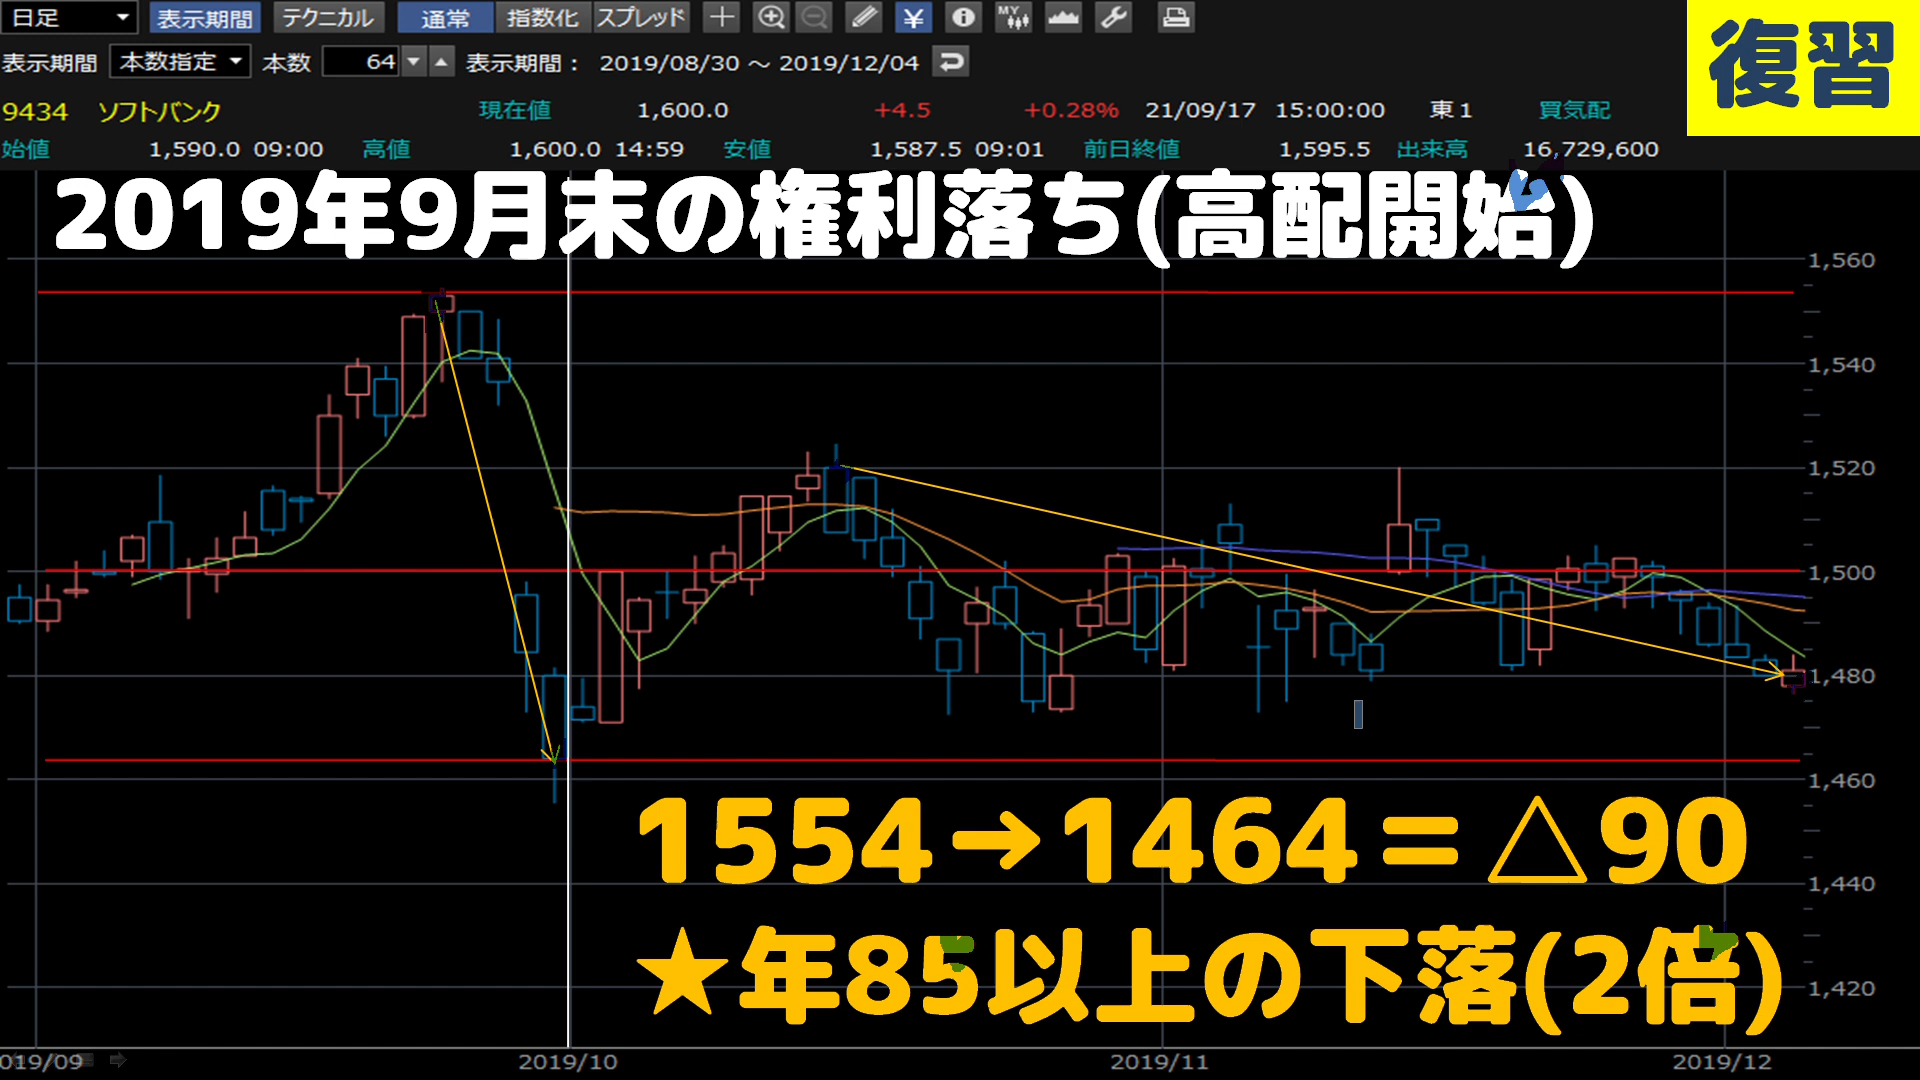 日足 表示期間 テクニカル 通常 指数化 スプレッド ¥ MY
表示期間 本数指定 本数 64 表示期間： 2019/08/30 ～ 2019/12/04
復習
9434 ソフトバンク 現在値 1,600.0 +4.5 +0.28% 21/09/17 15:00:00 東1 買気配
始値 1,590.0 09:00 高値 1,600.0 14:59 安値 1,587.5 09:01 前日終値 1,595.5 出来高 16,729,600
2019年9月末の権利落ち(高配開始)
1,560
1,540
1,520
1,500
1,480
1,460
1554→1464＝△90
1,440
★年85以上の下落(2倍)
1,420
019/09 2019/10 2019/11 2019/12